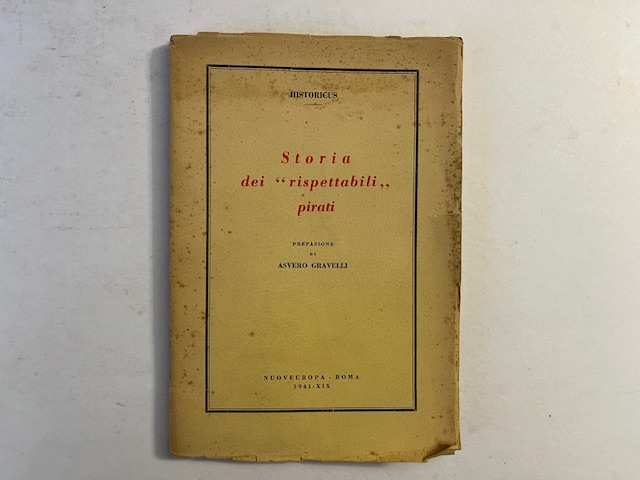 HISTORICUS
Storia
dei “rispettabili„
pirati
PREFAZIONE
DI
ASVERO GRAVELLI
NUOVEUROPA - ROMA
1941-XIX